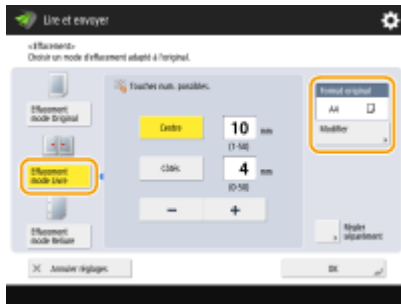 Lire et envoyer
<Effacement>
Choisir un mode d'effacement adapté à l'original.
Effacement
mode Original
Effacement
mode Livre
Effacement
mode Reliure
Touches num. possibles.
Centre
10 mm
(1-50)
Côtés
4 mm
(0-50)
− +
Format original
A4
Modifier
Régler
séparément
× Annuler réglages
OK